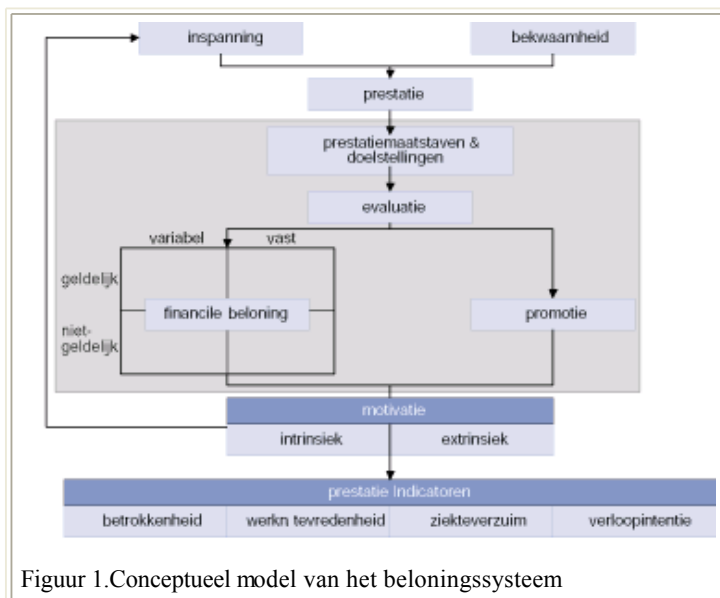 inspanning bekwaamheid
prestatie
prestatiemaatstaven &
doelstellingen
evaluatie
variabel vast
geldelijk
financile beloning promotie
niet-
geldelijk
motivatie
intrinsiek extrinsiek
prestatie Indicatoren
betrokkenheid werkn tevredenheid ziekteverzuim verloopintentie
Figuur 1.Conceptueel model van het beloningssysteem